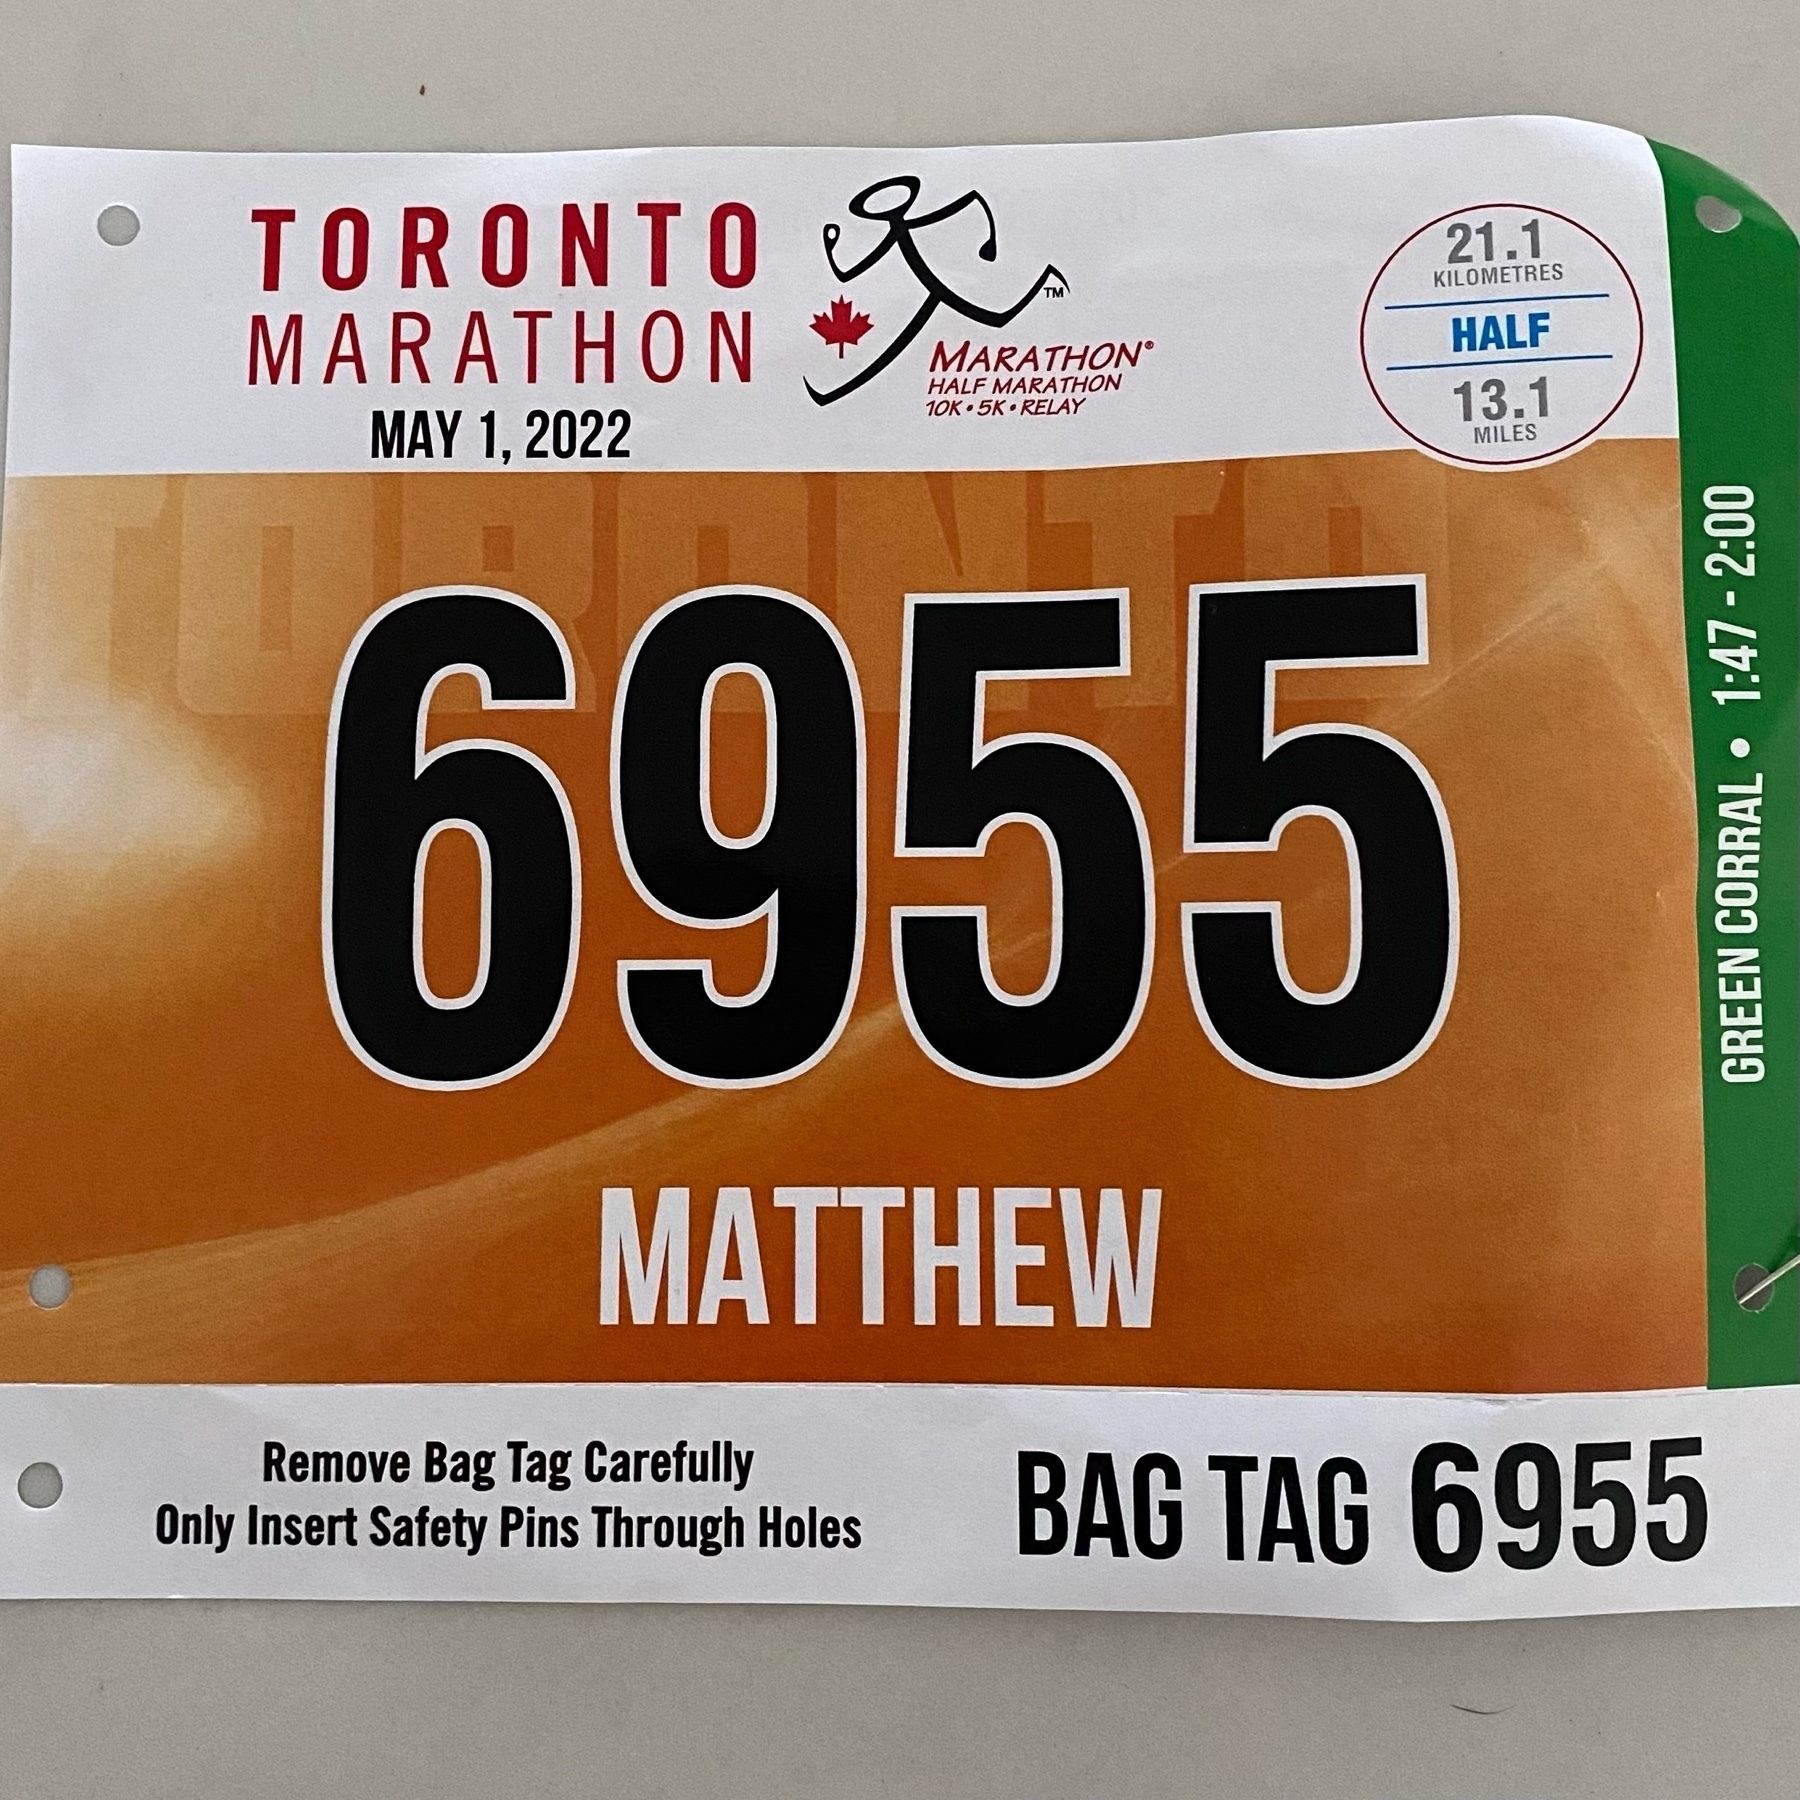 TORONTO
MARATHON
MAY 1, 2022
TM
MARATHON®
HALF MARATHON
10K • 5K • RELAY
21.1
KILOMETRES
HALF
13.1
MILES
TORONTO
6955
MATTHEW
GREEN CORRAL • 1:47 - 2:00
Remove Bag Tag Carefully
Only Insert Safety Pins Through Holes
BAG TAG 6955